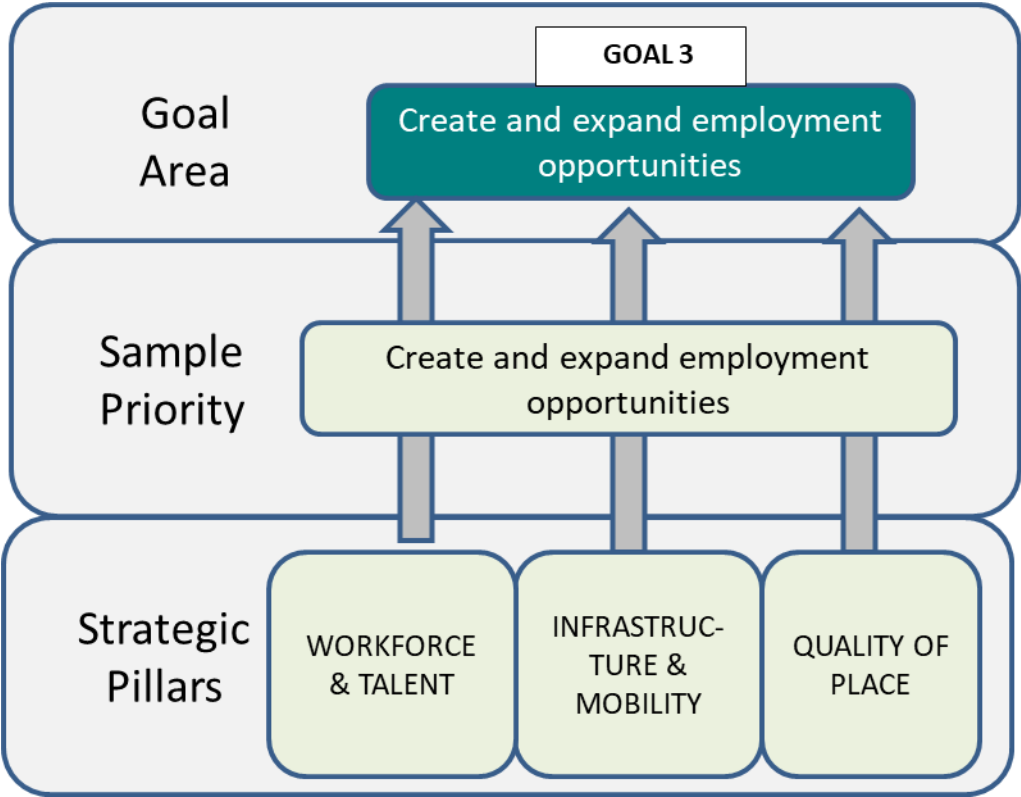 GOAL 3
Goal
Area
Create and expand employment
opportunities
Sample
Priority
Create and expand employment
opportunities
Strategic
Pillars
WORKFORCE
& TALENT
INFRASTRUC-
TURE &
MOBILITY
QUALITY OF
PLACE